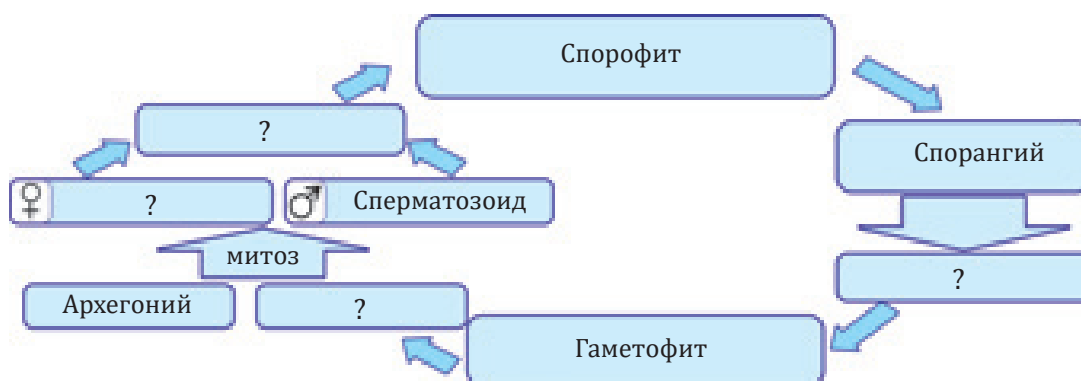 Спорофит
?
Спорангий
♀ ?
♂ Сперматозоид
митоз
?
Архегоний
?
Гаметофит